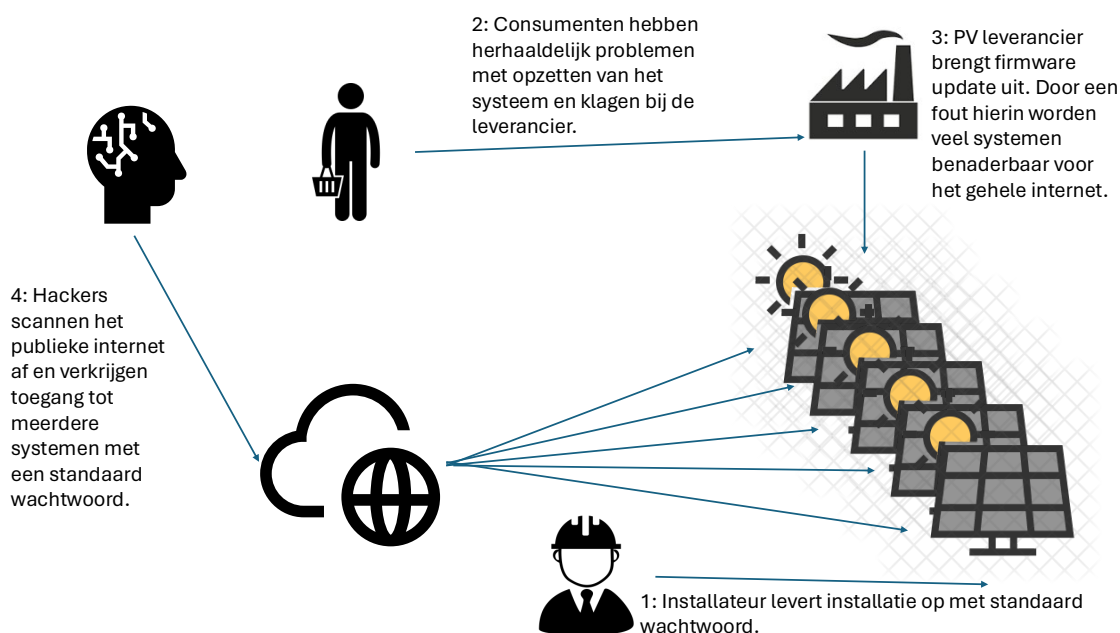 2: Consumenten hebben
herhaaldelijk problemen
met opzetten van het
systeem en klagen bij de
leverancier.
3: PV leverancier
brengt firmware
update uit. Door een
fout hierin worden
veel systemen
benaderbaar voor
het gehele internet.
4: Hackers
scannen het
publieke internet
af en verkrijgen
toegang tot
meerdere
systemen met
een standaard
wachtwoord.
1: Installateur levert installatie op met standaard
wachtwoord.